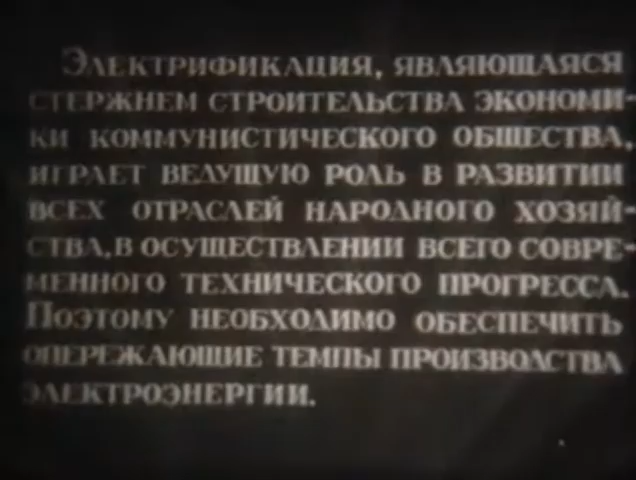 Электрификация, являющаяся
стержнем строительства экономи-
ки коммунистического общества,
играет ведущую роль в развитии
всех отраслей народного хозяй-
ства, в осуществлении всего совре-
менного технического прогресса.
Поэтому необходимо обеспечить
опережающие темпы производства
электроэнергии.